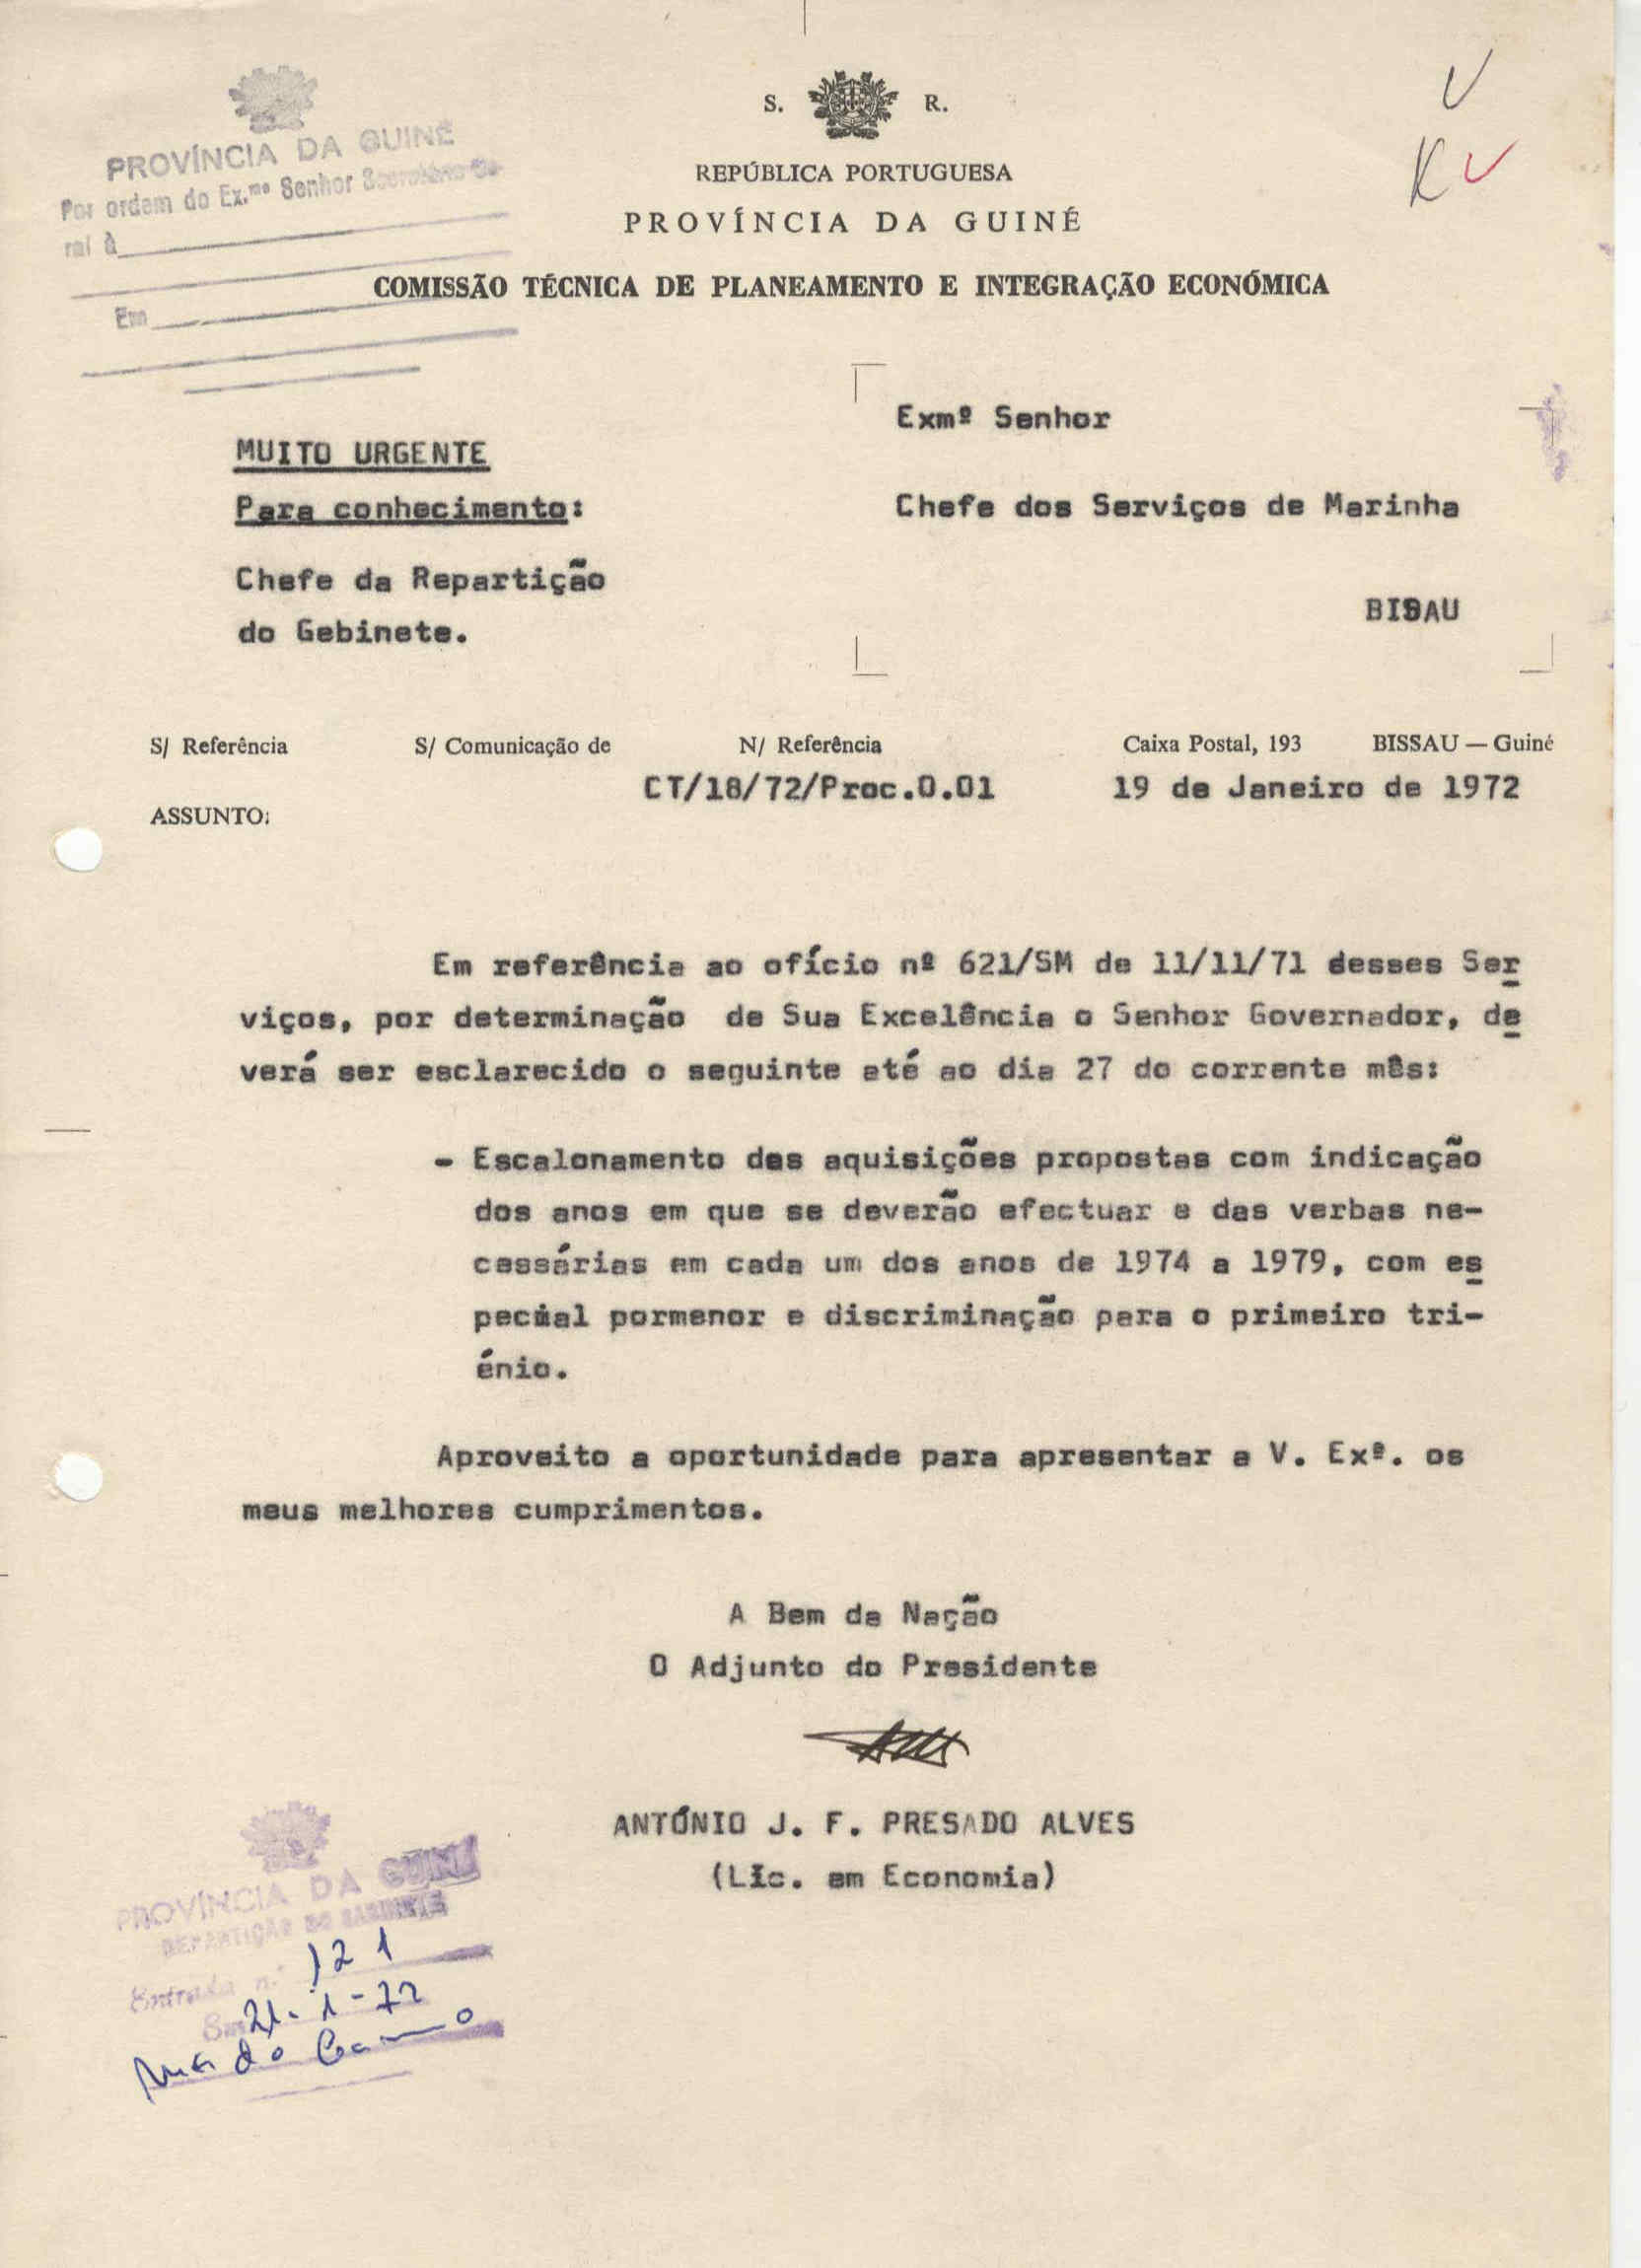 PROVÍNCIA DA GUINÉ
Por ordem do Ex.mo Senhor
ral à
Em
S. R.
REPÚBLICA PORTUGUESA
PROVÍNCIA DA GUINÉ
COMISSÃO TÉCNICA DE PLANEAMENTO E INTEGRAÇÃO ECONÓMICA
MUITO URGENTE
Para conhecimento:
Chefe da Repartição
do Gabinete.
Exmº Senhor
Chefe dos Serviços de Marinha
BISAU
S/ Referência S/ Comunicação de N/ Referência Caixa Postal, 193 BISSAU — Guiné
CT/18/72/Proc.0.01 19 de Janeiro de 1972
ASSUNTO:
Em referência ao ofício nº 621/SM de 11/11/71 desses Ser
viços, por determinação de Sua Excelência o Senhor Governador, de
verá ser esclarecido o seguinte até ao dia 27 do corrente mês:
- Escalonamento das aquisições propostas com indicação
dos anos em que se deverão efectuar e das verbas ne-
cessárias em cada um dos anos de 1974 a 1979, com es
pecial pormenor e discriminação para o primeiro tri-
énio.
Aproveito a oportunidade para apresentar a V. Exª. os
meus melhores cumprimentos.
A Bem da Nação
O Adjunto do Presidente
ANTÓNIO J. F. PRESADO ALVES
(Lic. em Economia)
PROVÍNCIA DA GUINÉ
REPARTIÇÃO DO GABINETE
Entrada n.º 121
Em 21-1-72